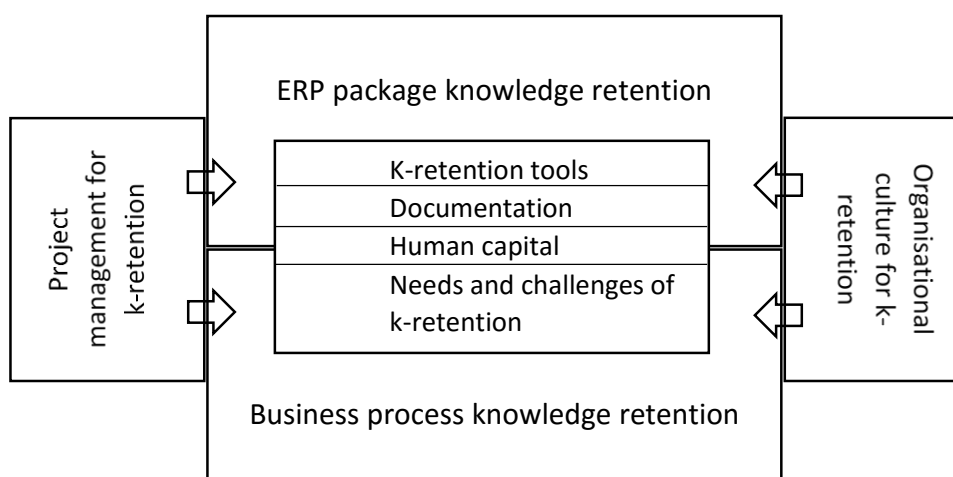 ERP package knowledge retention
Project
management for
k-retention
K-retention tools
Documentation
Human capital
Needs and challenges of
k-retention
Organisational
culture for k-
retention
Business process knowledge retention